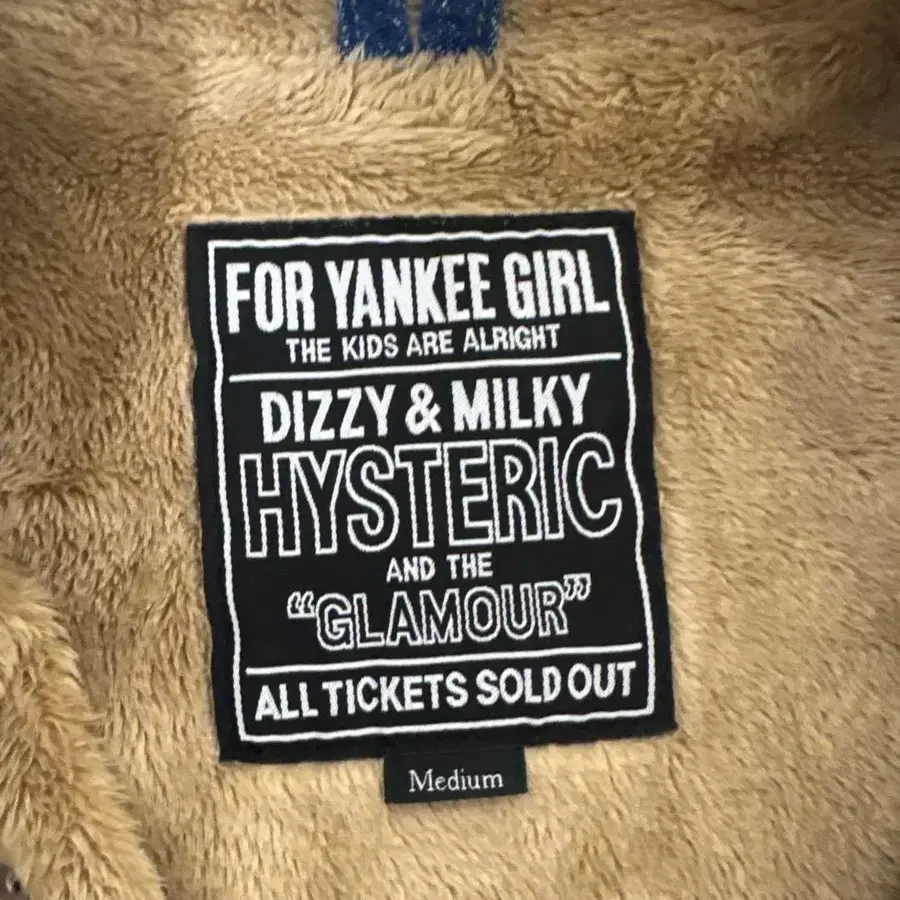 FOR YANKEE GIRL
THE KIDS ARE ALRIGHT
DIZZY & MILKY
HYSTERIC
AND THE
“GLAMOUR”
ALL TICKETS SOLD OUT
Medium